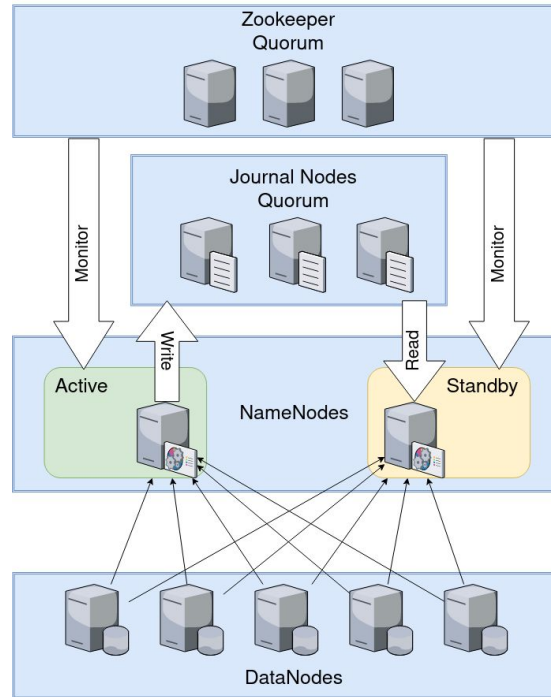 Zookeeper
Quorum
Journal Nodes
Quorum
Monitor
Monitor
Write
Read
Active
Standby
NameNodes
DataNodes